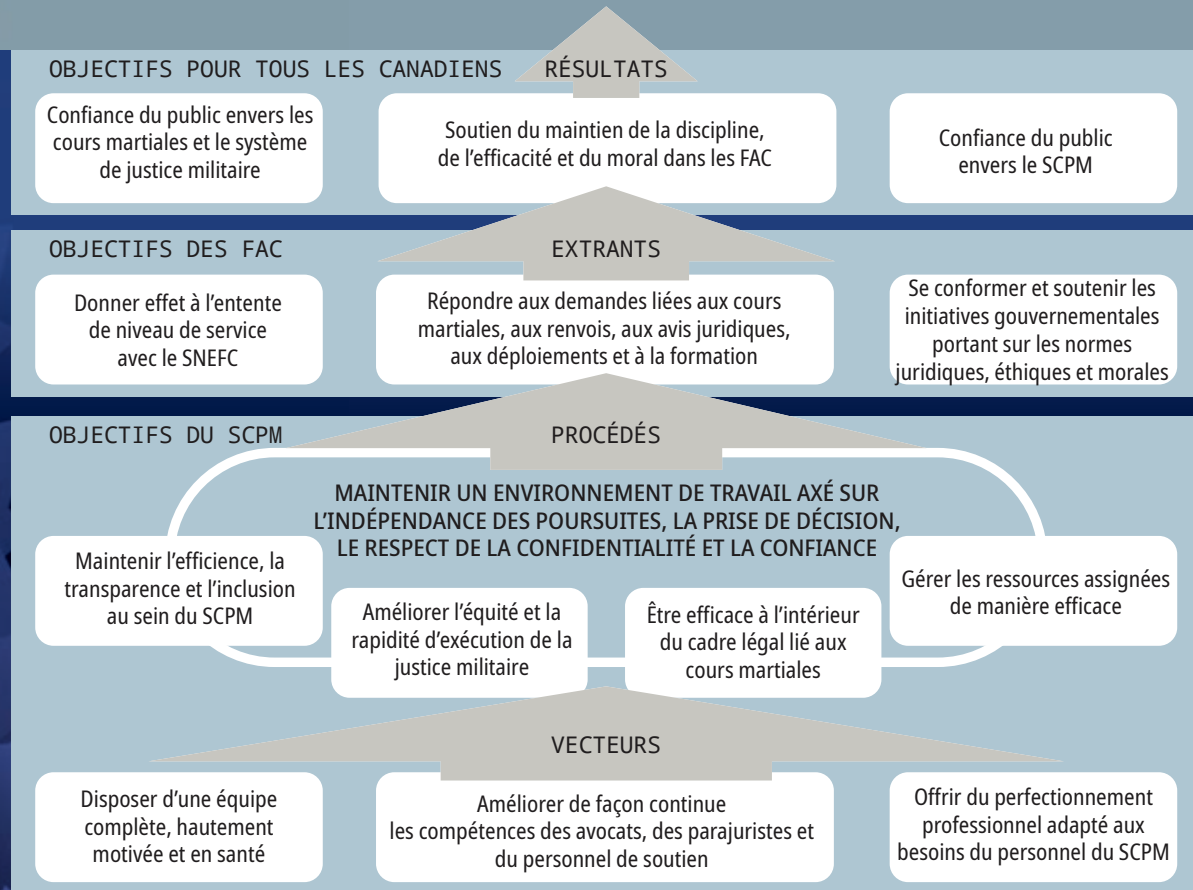 OBJECTIFS POUR TOUS LES CANADIENS
RÉSULTATS
Confiance du public envers les
cours martiales et le système
de justice militaire
Soutien du maintien de la discipline,
de l’efficacité et du moral dans les FAC
Confiance du public
envers le SCPM
OBJECTIFS DES FAC
EXTRANTS
Donner effet à l’entente
de niveau de service
avec le SNEFC
Répondre aux demandes liées aux cours
martiales, aux renvois, aux avis juridiques,
aux déploiements et à la formation
Se conformer et soutenir les
initiatives gouvernementales
portant sur les normes
juridiques, éthiques et morales
OBJECTIFS DU SCPM
PROCÉDÉS
MAINTENIR UN ENVIRONNEMENT DE TRAVAIL AXÉ SUR
L’INDÉPENDANCE DES POURSUITES, LA PRISE DE DÉCISION,
LE RESPECT DE LA CONFIDENTIALITÉ ET LA CONFIANCE
Maintenir l’efficience, la
transparence et l’inclusion
au sein du SCPM
Améliorer l’équité et la
rapidité d’exécution de la
justice militaire
Être efficace à l’intérieur
du cadre légal lié aux
cours martiales
Gérer les ressources assignées
de manière efficace
VECTEURS
Disposer d’une équipe
complète, hautement
motivée et en santé
Améliorer de façon continue
les compétences des avocats, des parajuristes et
du personnel de soutien
Offrir du perfectionnement
professionnel adapté aux
besoins du personnel du SCPM